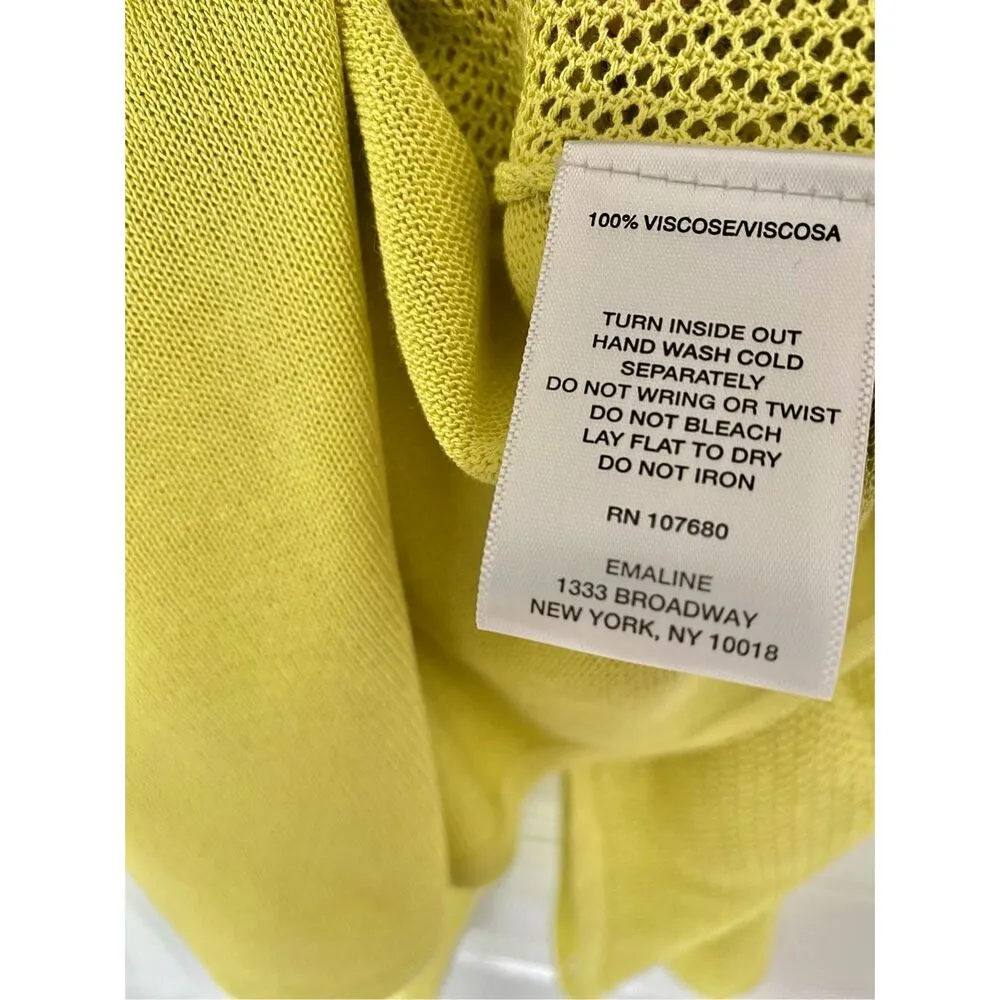 100% VISCOSE/VISCOSA
TURN INSIDE OUT
HAND WASH COLD
SEPARATELY
DO NOT WRING OR TWIST
DO NOT BLEACH
LAY FLAT TO DRY
DO NOT IRON
RN 107680
EMALINE
1333 BROADWAY
NEW YORK, NY 10018